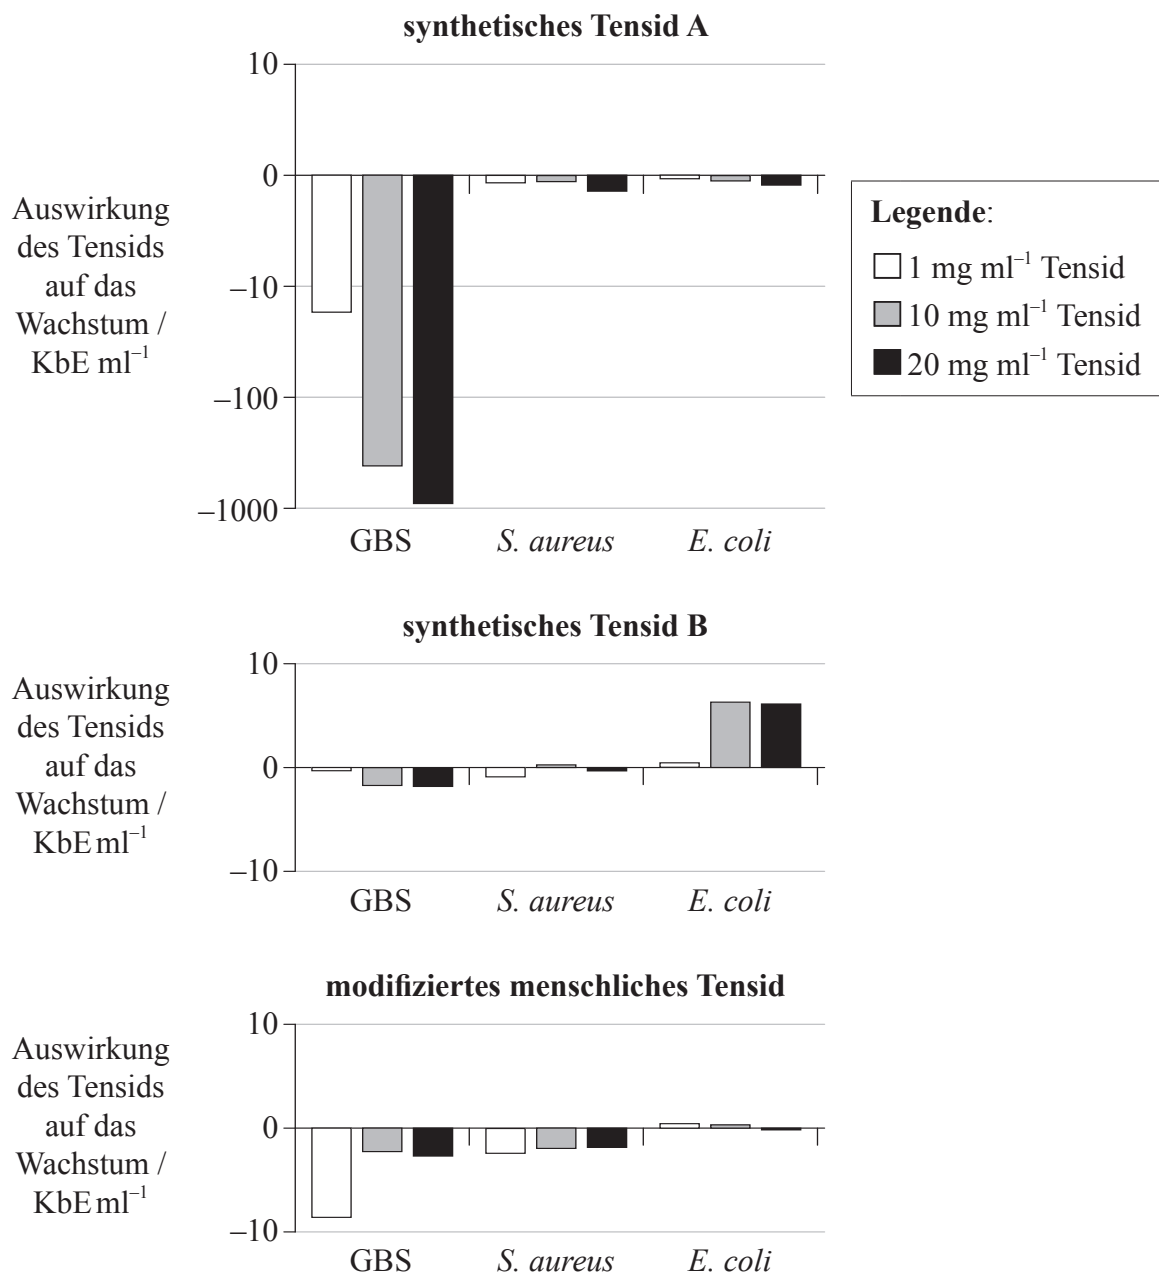 synthetisches Tensid A
10
0
–10
–100
–1000
Auswirkung
des Tensids
auf das
Wachstum /
KbE ml⁻¹
GBS
S. aureus
E. coli
Legende:
1 mg ml⁻¹ Tensid
10 mg ml⁻¹ Tensid
20 mg ml⁻¹ Tensid
synthetisches Tensid B
10
0
–10
Auswirkung
des Tensids
auf das
Wachstum /
KbE ml⁻¹
GBS
S. aureus
E. coli
modifiziertes menschliches Tensid
10
0
–10
Auswirkung
des Tensids
auf das
Wachstum /
KbE ml⁻¹
GBS
S. aureus
E. coli